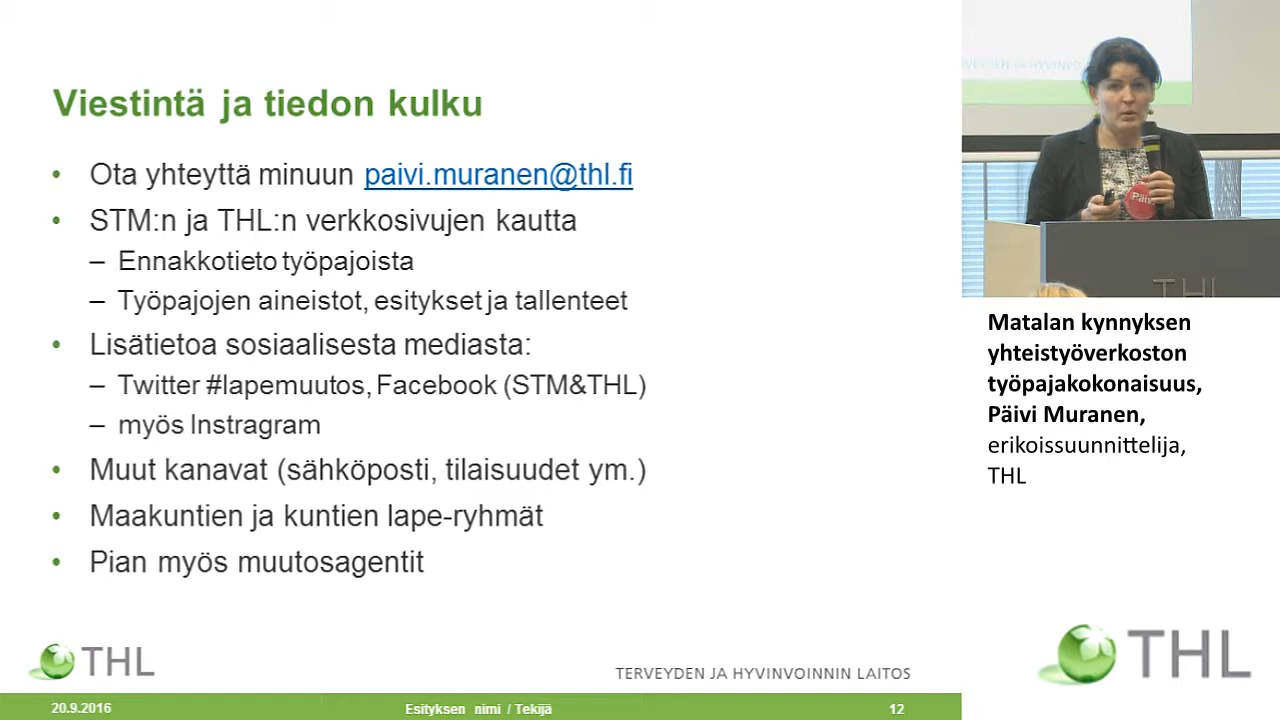 Viestintä ja tiedon kulku
• Ota yhteyttä minuun paivi.muranen@thl.fi
• STM:n ja THL:n verkkosivujen kautta
– Ennakkotieto työpajoista
– Työpajojen aineistot, esitykset ja tallenteet
• Lisätietoa sosiaalisesta mediasta:
– Twitter #lapemuutos, Facebook (STM&THL)
– myös Instragram
• Muut kanavat (sähköposti, tilaisuudet ym.)
• Maakuntien ja kuntien lape-ryhmät
• Pian myös muutosagentit
THL
TERVEYDEN JA HYVINVOINNIN LAITOS
20.9.2016
Esityksen nimi / Tekijä
12
Päivi
THL
Matalan kynnyksen
yhteistyöverkoston
työpajakokonaisuus,
Päivi Muranen,
erikoissuunnittelija,
THL
THL